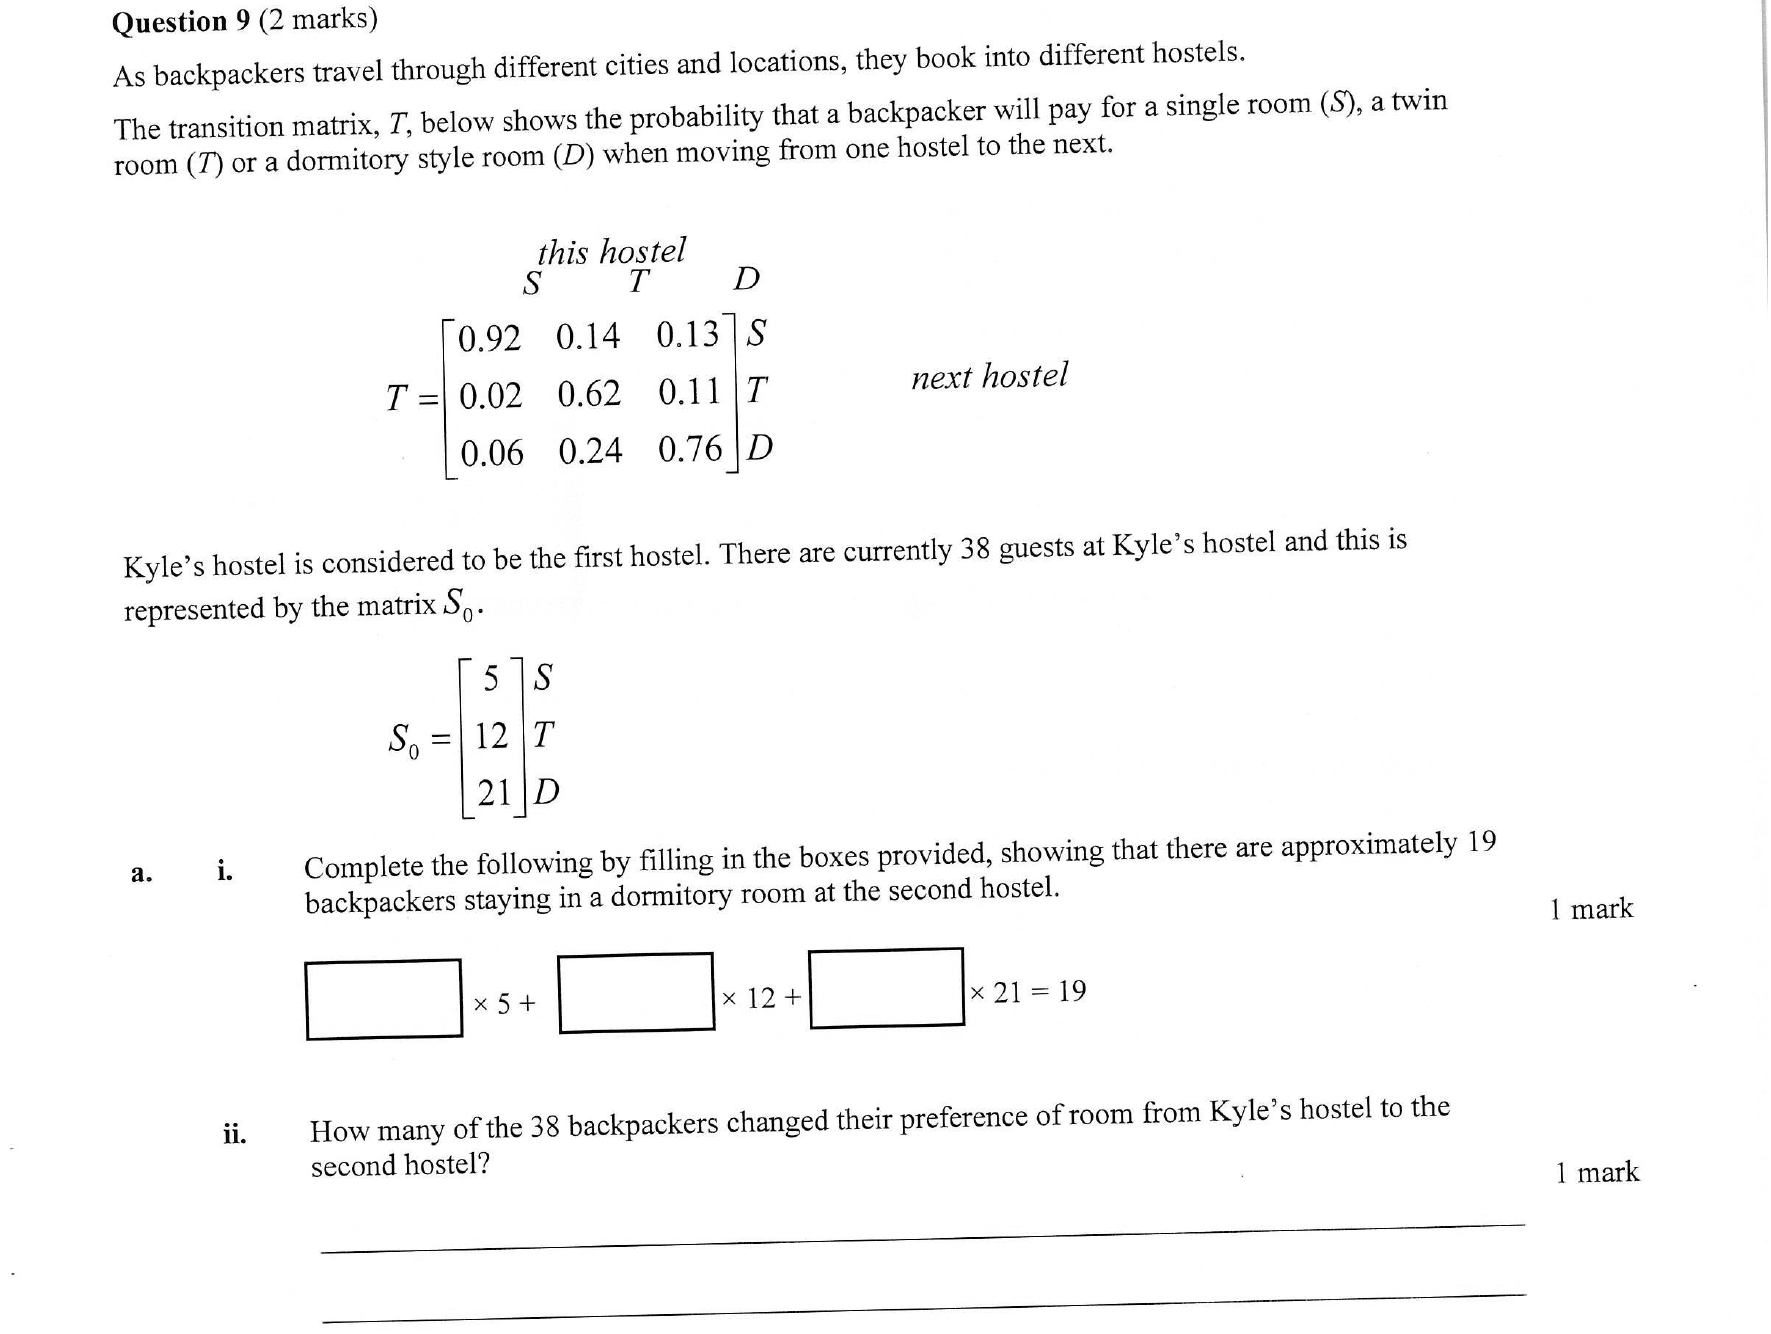 Question 9 (2 marks)
As backpackers travel through different cities and locations, they book into different hostels.
The transition matrix, T, below shows the probability that a backpacker will pay for a single room (S), a twin
room (T) or a dormitory style room (D) when moving from one hostel to the next.
this hostel
S T D
0.92 0.14 0.13 S
T = 0.02 0.62 0.11 T next hostel
0.06 0.24 0.76 D
Kyle's hostel is considered to be the first hostel. There are currently 38 guests at Kyle's hostel and this is
represented by the matrix S₀.
5 S
S₀ = 12 T
21 D
a. i. Complete the following by filling in the boxes provided, showing that there are approximately 19
backpackers staying in a dormitory room at the second hostel.
1 mark
× 5 + × 12 + × 21 = 19
ii. How many of the 38 backpackers changed their preference of room from Kyle's hostel to the
second hostel?
1 mark